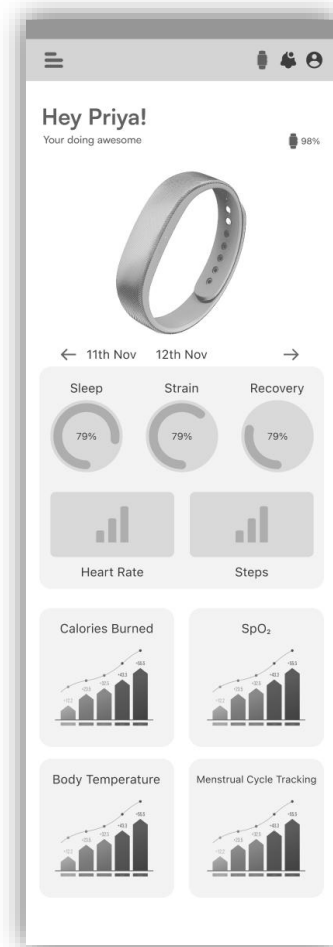 Hey Priya!
Your doing awesome
98%
← 11th Nov 12th Nov →
Sleep Strain Recovery
79% 79% 79%
Heart Rate Steps
Calories Burned SpO₂
Body Temperature Menstrual Cycle Tracking